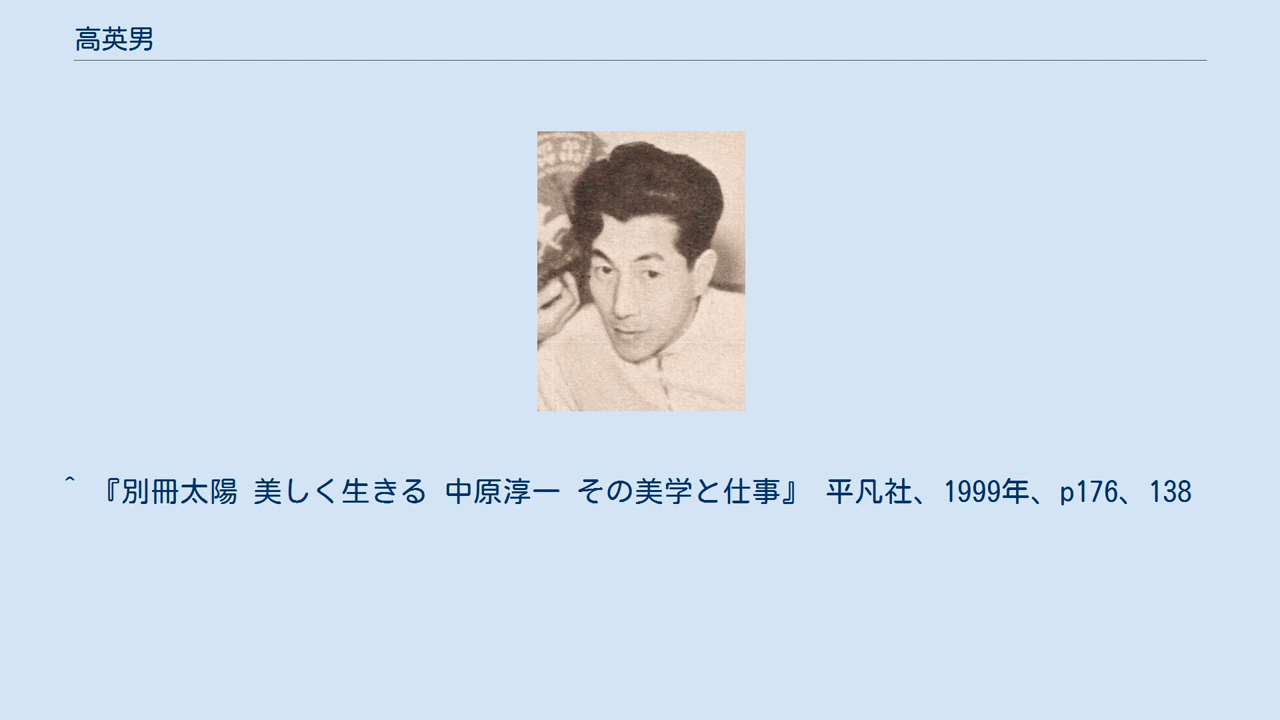 高英男
^ 『別冊太陽 美しく生きる 中原淳一 その美学と仕事』 平凡社、1999年、p176、138